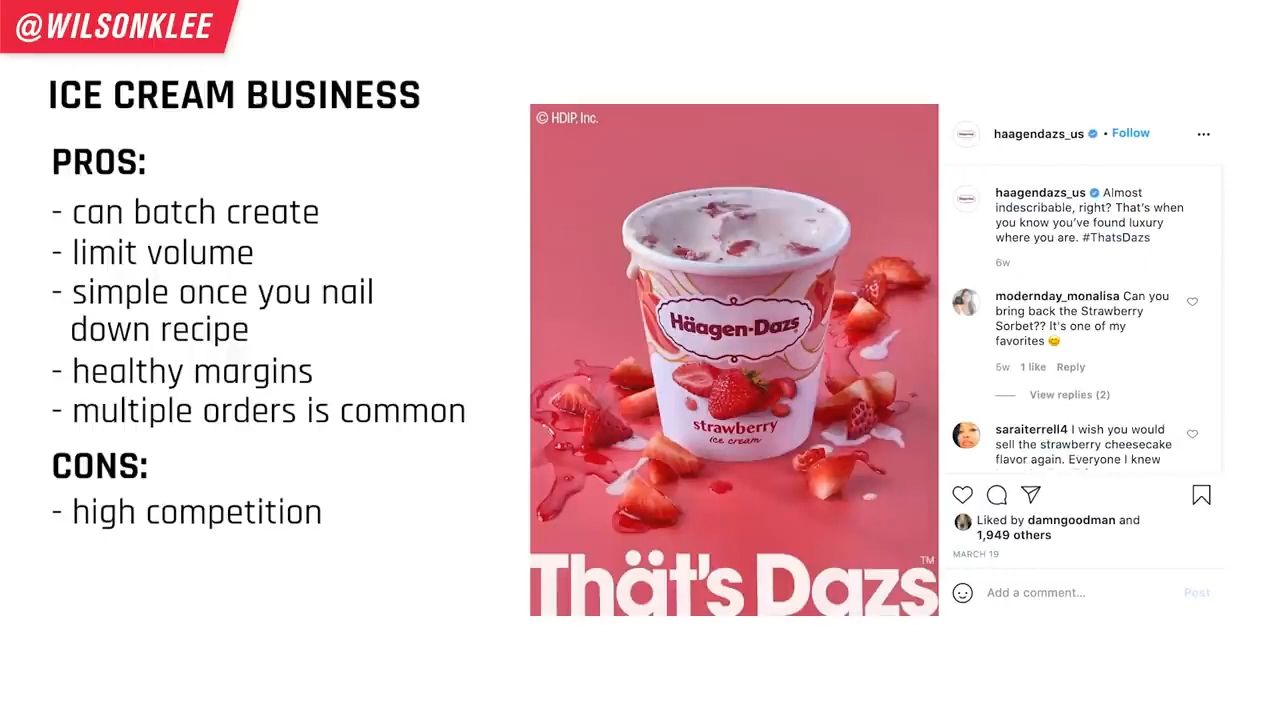 @WILSONKLEE
ICE CREAM BUSINESS
PROS:
- can batch create
- limit volume
- simple once you nail
down recipe
- healthy margins
- multiple orders is common
CONS:
- high competition
© HDIP, Inc.
Häagen-Dazs
strawberry
ice cream
Thät's Dazs
TM
haagendazs_us • Follow
haagendazs_us Almost
indescribable, right? That's when
you know you've found luxury
where you are. #ThatsDazs
6w
modernday_monalisa Can you
bring back the Strawberry
Sorbet?? It's one of my
favorites 😊
5w 1 like Reply
View replies (2)
saraiterrell4 I wish you would
sell the strawberry cheesecake
flavor again. Everyone I knew
Liked by damngoodman and
1,949 others
MARCH 19
Add a comment...
Post